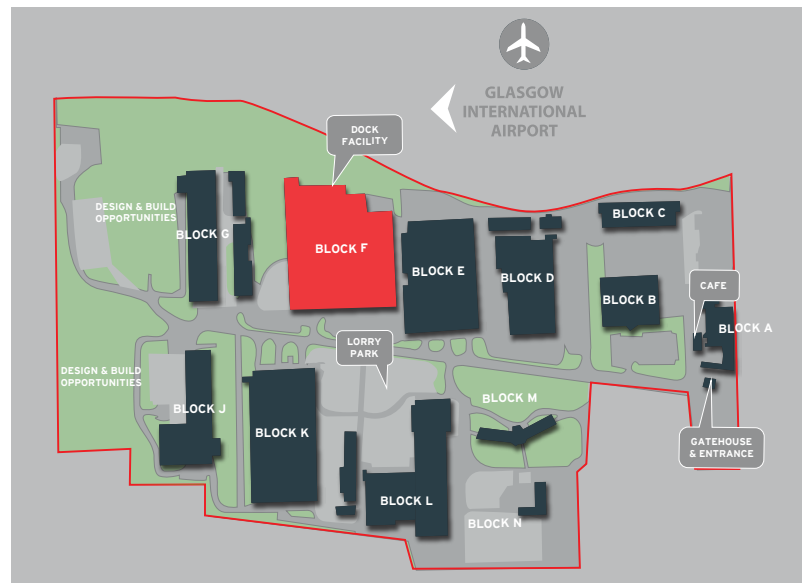 GLASGOW
INTERNATIONAL
AIRPORT
DOCK
FACILITY
DESIGN & BUILD
OPPORTUNITIES
BLOCK G
BLOCK F
BLOCK E
BLOCK D
BLOCK C
BLOCK B
CAFE
BLOCK A
LORRY
PARK
DESIGN & BUILD
OPPORTUNITIES
BLOCK J
BLOCK K
BLOCK M
BLOCK L
BLOCK N
GATEHOUSE
& ENTRANCE